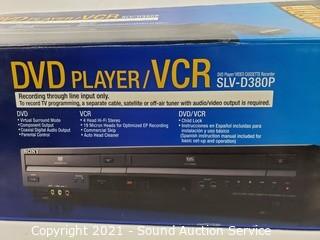 DVD PLAYER/VCR DVD Player/VIDEO CASSETTE Recorder
SLV-D380P
Recording through line input only.
To record TV programming, a separate cable, satellite or off-air tuner with audio/video output is required.
DVD
• Virtual Surround Mode
• Component Output
• Coaxial Digital Audio Output
• Parental Control
VCR
• 4 Head Hi-Fi Stereo
• 19 Micron Heads for Optimized EP Recording
• Commercial Skip
• Auto Head Cleaner
DVD/VCR
• Child Lock
• Instrucciones en Español incluidas para
instalación y uso básico
(Spanish instruction manual included for
basic set-up and operation)
SONY
Copyright 2021 - Sound Auction Service